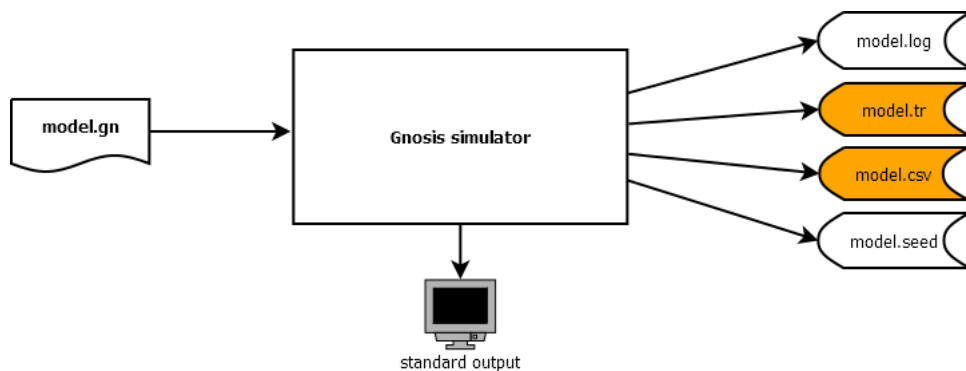 model.log
model.tr
model.gn
Gnosis simulator
model.csv
model.seed
standard output